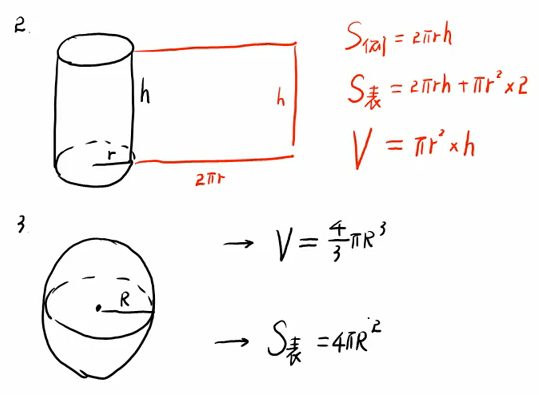 2.
h
r
h
2πr
S侧 = 2πrh
S表 = 2πrh + πr² × 2
V = πr² × h
3.
R
→ V = 4/3 πR³
→ S表 = 4πR²